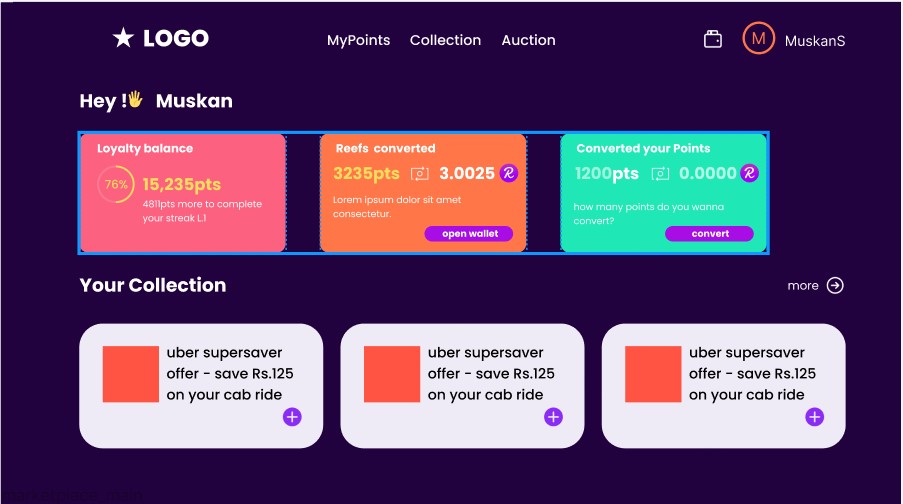 LOGO
MyPoints Collection Auction
M MuskanS
Hey !👋 Muskan
Loyalty balance
76% 15,235pts
4811pts more to complete
your streak L1
Reefs converted
3235pts 3.0025 R
Lorem ipsum dolor sit amet
consectetur.
open wallet
Converted your Points
1200pts 0.0000 R
how many points do you wanna
convert?
convert
Your Collection
more
uber supersaver
offer - save Rs.125
on your cab ride
uber supersaver
offer - save Rs.125
on your cab ride
uber supersaver
offer - save Rs.125
on your cab ride